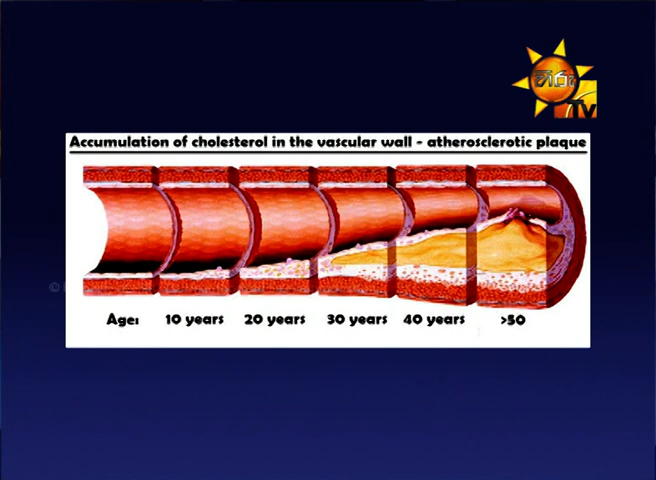 හිරු
TV
Accumulation of cholesterol in the vascular wall - atherosclerotic plaque
Age: 10 years 20 years 30 years 40 years >50